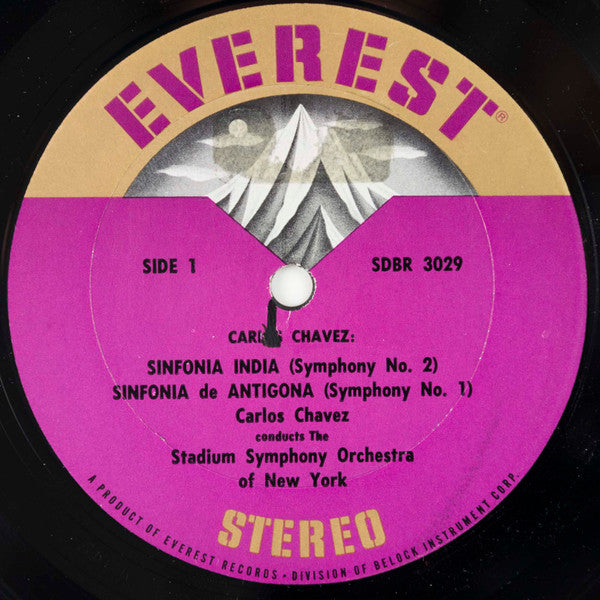 EVEREST®
SIDE 1
SDBR 3029
CARLOS CHAVEZ:
SINFONIA INDIA (Symphony No. 2)
SINFONIA de ANTIGONA (Symphony No. 1)
Carlos Chavez
conducts The
Stadium Symphony Orchestra
of New York
STEREO
A PRODUCT OF EVEREST RECORDS - DIVISION OF BELOCK INSTRUMENT CORP.